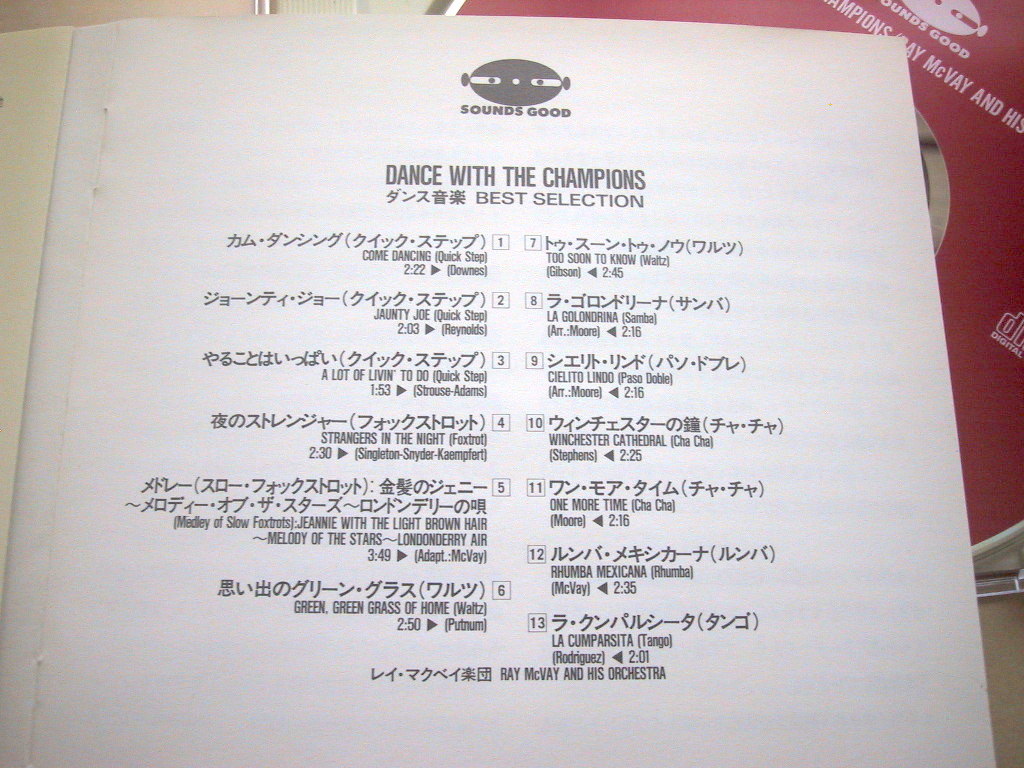 SOUNDS GOOD
DANCE WITH THE CHAMPIONS
ダンス音楽 BEST SELECTION
カム・ダンシング(クイック・ステップ) 1
COME DANCING (Quick Step)
2:22 ▶ (Downes)
ジョーンティ・ジョー(クイック・ステップ) 2
JAUNTY JOE (Quick Step)
2:03 ▶ (Reynolds)
やることはいっぱい(クイック・ステップ) 3
A LOT OF LIVIN' TO DO (Quick Step)
1:53 ▶ (Strouse-Adams)
夜のストレンジャー(フォックストロット) 4
STRANGERS IN THE NIGHT (Foxtrot)
2:30 ▶ (Singleton-Snyder-Kaempfert)
メドレー(スロー・フォックストロット): 金髪のジェニー 5
〜メロディー・オブ・ザ・スターズ〜ロンドンデリーの唄
(Medley of Slow Foxtrots):JEANNIE WITH THE LIGHT BROWN HAIR
〜MELODY OF THE STARS〜LONDONDERRY AIR
3:49 ▶ (Adapt.:McVay)
思い出のグリーン・グラス(ワルツ) 6
GREEN, GREEN GRASS OF HOME (Waltz)
2:50 ▶ (Putnum)
7 トゥ・スーン・トゥ・ノウ(ワルツ)
TOO SOON TO KNOW (Waltz)
(Gibson) ◀ 2:45
8 ラ・ゴロンドリーナ(サンバ)
LA GOLONDRINA (Samba)
(Arr.:Moore) ◀ 2:16
9 シエリト・リンド(パソ・ドブレ)
CIELITO LINDO (Paso Doble)
(Arr.:Moore) ◀ 2:16
10 ウィンチェスターの鐘(チャ・チャ)
WINCHESTER CATHEDRAL (Cha Cha)
(Stephens) ◀ 2:25
11 ワン・モア・タイム(チャ・チャ)
ONE MORE TIME (Cha Cha)
(Moore) ◀ 2:16
12 ルンバ・メキシカーナ(ルンバ)
RHUMBA MEXICANA (Rhumba)
(McVay) ◀ 2:35
13 ラ・クンパルシータ(タンゴ)
LA CUMPARSITA (Tango)
(Rodriguez) ◀ 2:01
レイ・マクベイ楽団 RAY McVAY AND HIS ORCHESTRA
SOUNDS GOOD
McVAY AND HIS